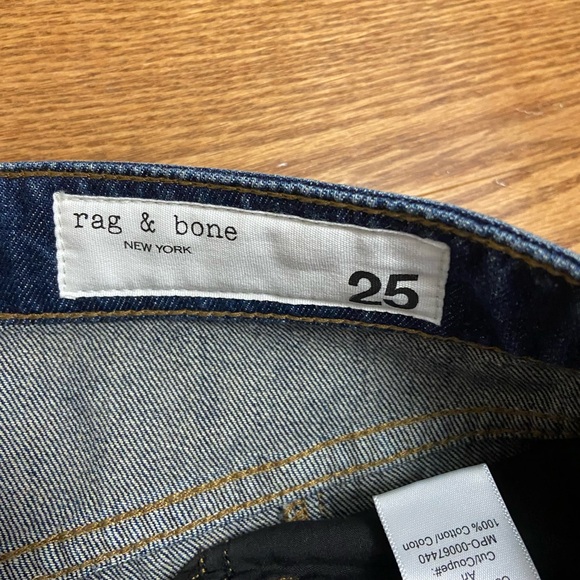 rag & bone
NEW YORK
25
Cut/Coupe#:
MPO-00067440
100% Cotton/ Coton